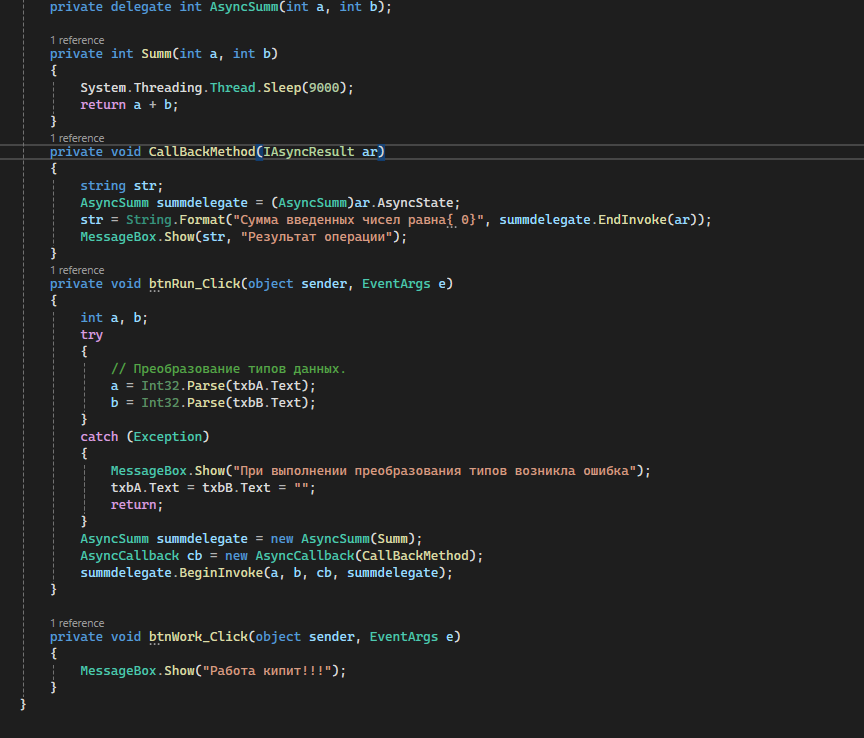 private delegate int AsyncSumm(int a, int b);
1 reference
private int Summ(int a, int b)
{
System.Threading.Thread.Sleep(9000);
return a + b;
}
1 reference
private void CallBackMethod(IAsyncResult ar)
{
string str;
AsyncSumm summdelegate = (AsyncSumm)ar.AsyncState;
str = String.Format("Сумма введенных чисел равна{ 0}", summdelegate.EndInvoke(ar));
MessageBox.Show(str, "Результат операции");
}
1 reference
private void btnRun_Click(object sender, EventArgs e)
{
int a, b;
try
{
// Преобразование типов данных.
a = Int32.Parse(txbA.Text);
b = Int32.Parse(txbB.Text);
}
catch (Exception)
{
MessageBox.Show("При выполнении преобразования типов возникла ошибка");
txbA.Text = txbB.Text = "";
return;
}
AsyncSumm summdelegate = new AsyncSumm(Summ);
AsyncCallback cb = new AsyncCallback(CallBackMethod);
summdelegate.BeginInvoke(a, b, cb, summdelegate);
}
1 reference
private void btnWork_Click(object sender, EventArgs e)
{
MessageBox.Show("Работа кипит!!!");
}
}